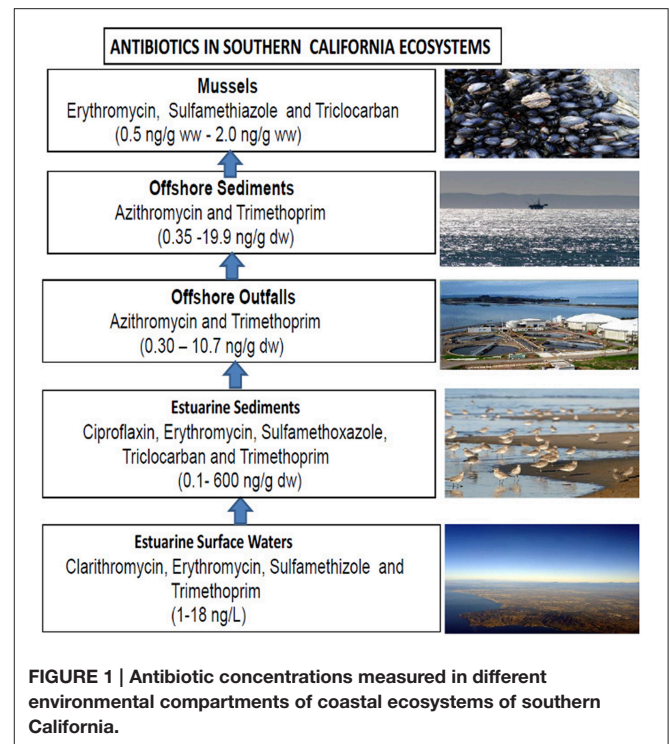 ANTIBIOTICS IN SOUTHERN CALIFORNIA ECOSYSTEMS
Mussels
Erythromycin, Sulfamethiazole and Triclocarban
(0.5 ng/g ww - 2.0 ng/g ww)
Offshore Sediments
Azithromycin and Trimethoprim
(0.35 -19.9 ng/g dw)
Offshore Outfalls
Azithromycin and Trimethoprim
(0.30 – 10.7 ng/g dw)
Estuarine Sediments
Ciproflaxin, Erythromycin, Sulfamethoxazole,
Triclocarban and Trimethoprim
(0.1- 600 ng/g dw)
Estuarine Surface Waters
Clarithromycin, Erythromycin, Sulfamethizole and
Trimethoprim
(1-18 ng/L)
FIGURE 1 | Antibiotic concentrations measured in different
environmental compartments of coastal ecosystems of southern
California.